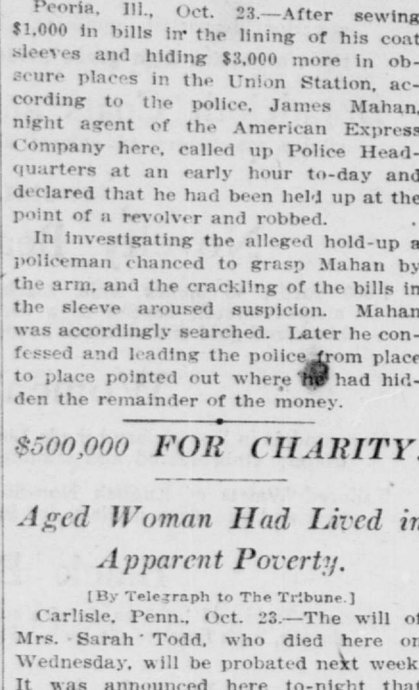 Peoria, Ill., Oct. 23.—After sewing
$1,000 in bills in the lining of his coat
sleeves and hiding $3,000 more in ob-
scure places in the Union Station, ac-
cording to the police, James Mahan,
night agent of the American Express
Company here, called up Police Head-
quarters at an early hour to-day and
declared that he had been held up at the
point of a revolver and robbed.
In investigating the alleged hold-up a
policeman chanced to grasp Mahan by
the arm, and the crackling of the bills in
the sleeve aroused suspicion. Mahan
was accordingly searched. Later he con-
fessed and leading the police from place
to place pointed out where he had hid-
den the remainder of the money.
$500,000 FOR CHARITY.
Aged Woman Had Lived in
Apparent Poverty.
[By Telegraph to The Tribune.]
Carlisle, Penn., Oct. 23.—The will of
Mrs. Sarah Todd, who died here on
Wednesday, will be probated next week.
It was announced here to-night that